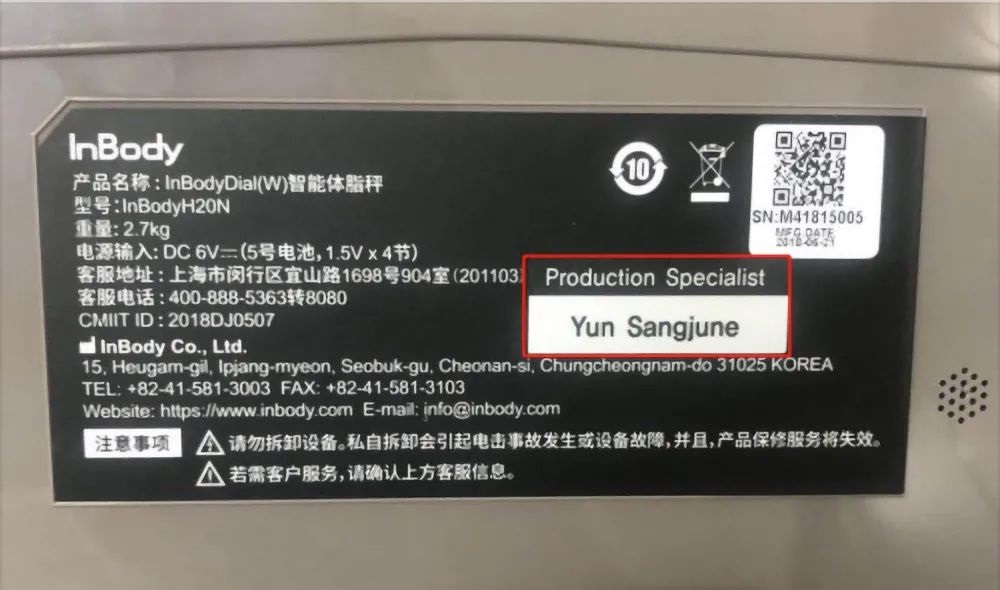 InBody
产品名称：InBodyDial(W)智能体脂秤
型号：InBodyH20N
重量：2.7kg
电源输入：DC 6V⎓(5号电池，1.5V x 4节)
客服地址：上海市闵行区宜山路1698号904室(201103)
客服电话：400-888-5363转8080
CMIIT ID : 2018DJ0507
InBody Co., Ltd.
15, Heugam-gil, Ipjang-myeon, Seobuk-gu, Cheonan-si, Chungcheongnam-do 31025 KOREA
TEL: +82-41-581-3003 FAX: +82-41-581-3103
Website: https://www.inbody.com E-mail: info@inbody.com
注意事项
请勿拆卸设备。私自拆卸会引起电击事故发生或设备故障，并且，产品保修服务将失效。
若需客户服务，请确认上方客服信息。
10
SN:M41815005
MFG DATE:
Production Specialist
Yun Sangjune